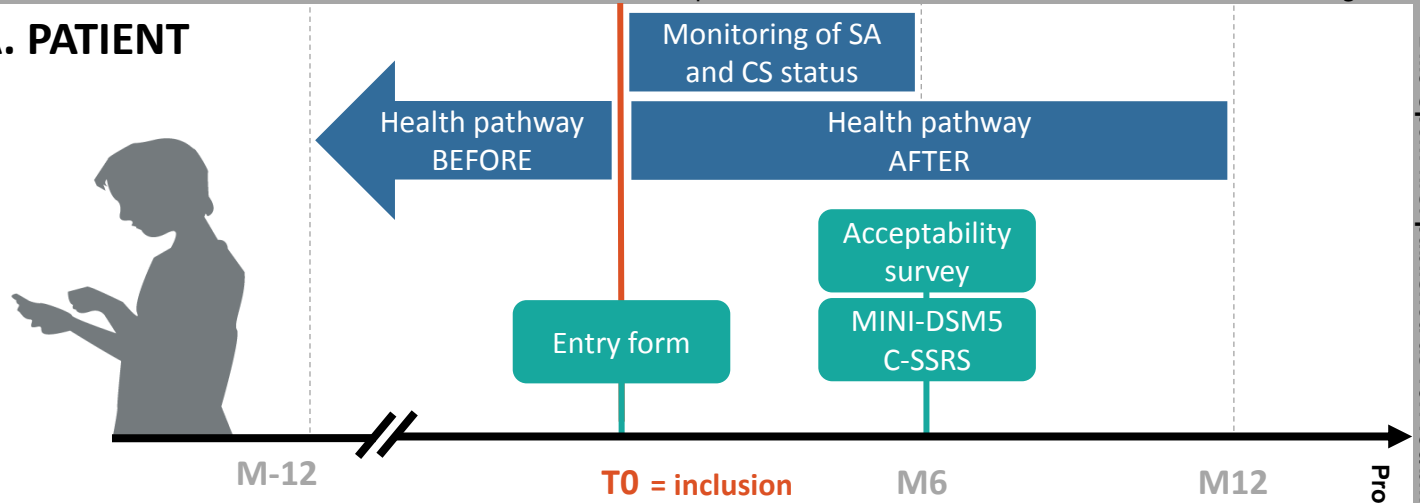 . PATIENT
Monitoring of SA
and CS status
Health pathway
BEFORE
Health pathway
AFTER
Acceptability
survey
Entry form
MINI-DSM5
C-SSRS
M-12
T0 = inclusion
M6
M12
Pro